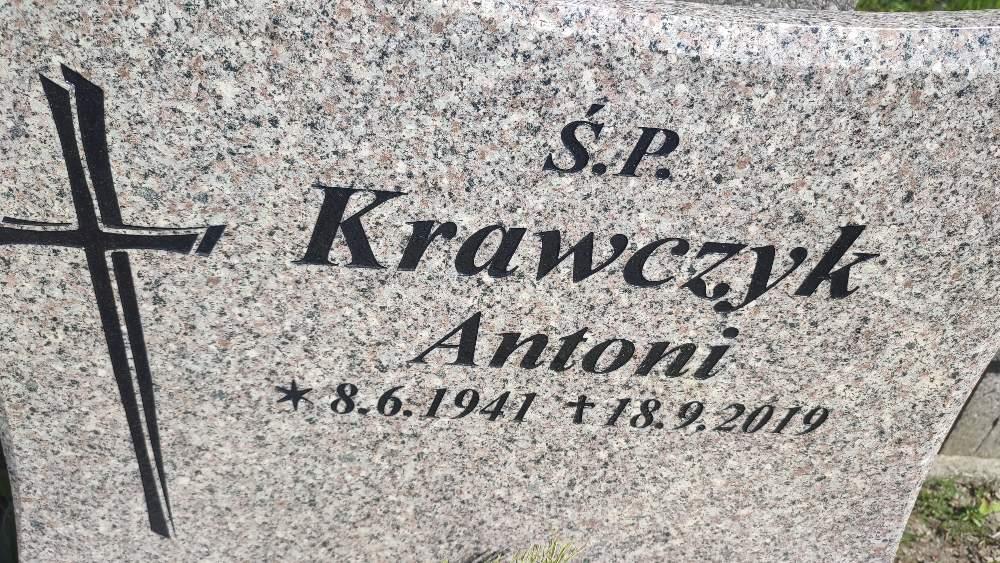 Ś.P.
Krawczyk
Antoni
* 8.6.1941 †18.9.2019